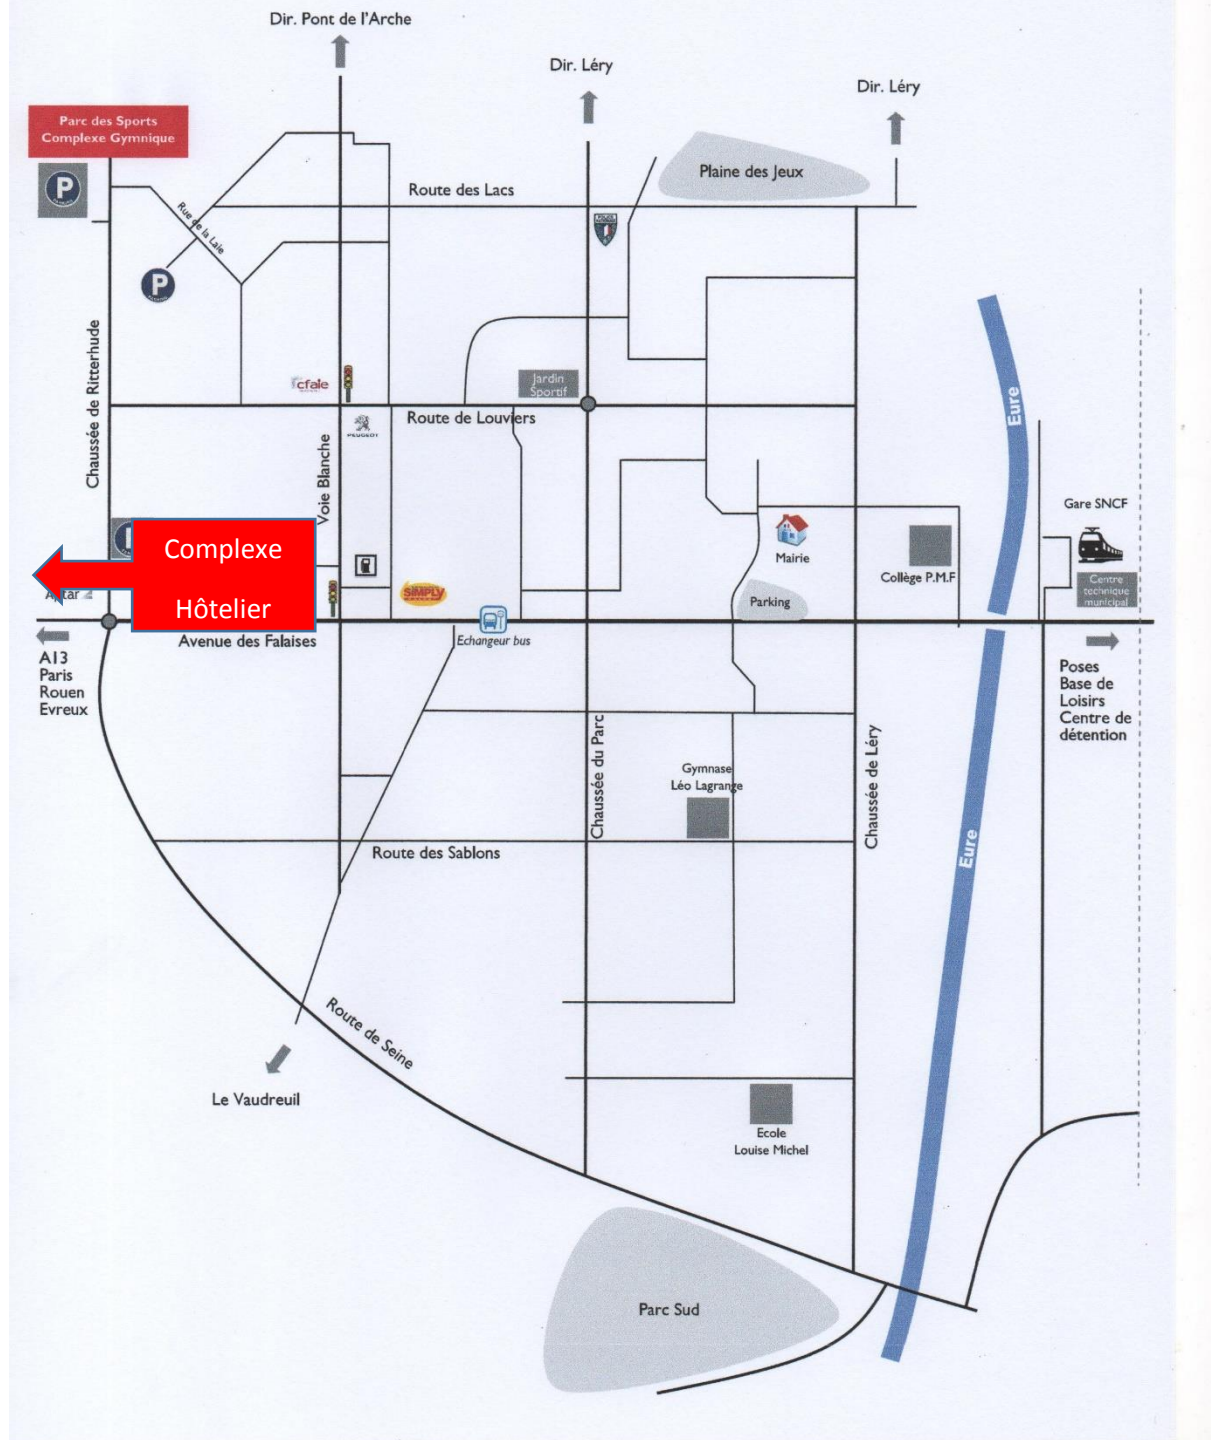 Dir. Pont de l'Arche
Dir. Léry
Dir. Léry
Parc des Sports
Complexe Gymnique
P
Plaine des Jeux
Route des Lacs
Rue de la Laie
POLICE
P
Chaussée de Ritterhude
cfaie
Jardin
Sportif
Route de Louviers
PEUGEOT
Voie Blanche
Eure
Gare SNCF
Complexe
Hôtelier
Mairie
Collège P.M.F
Centre
technique
municipal
SIMPLY
Parking
Echangeur bus
Avenue des Falaises
A13
Paris
Rouen
Evreux
Poses
Base de
Loisirs
Centre de
détention
Chaussée du Parc
Chaussée de Léry
Gymnase
Léo Lagrange
Eure
Route des Sablons
Route de Seine
Le Vaudreuil
Ecole
Louise Michel
Parc Sud